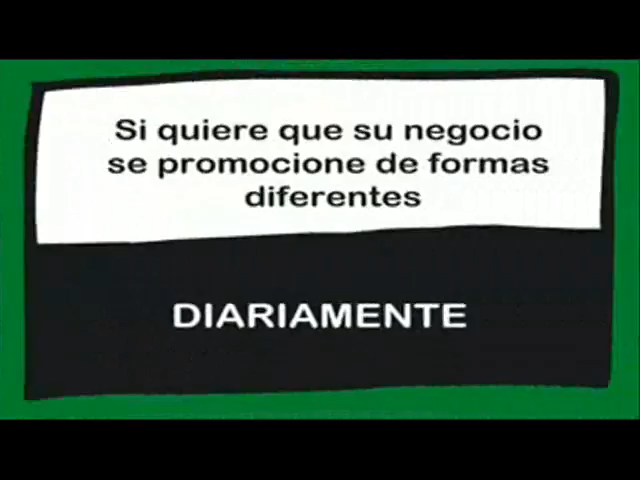 Si quiere que su negocio
se promocione de formas
diferentes
DIARIAMENTE